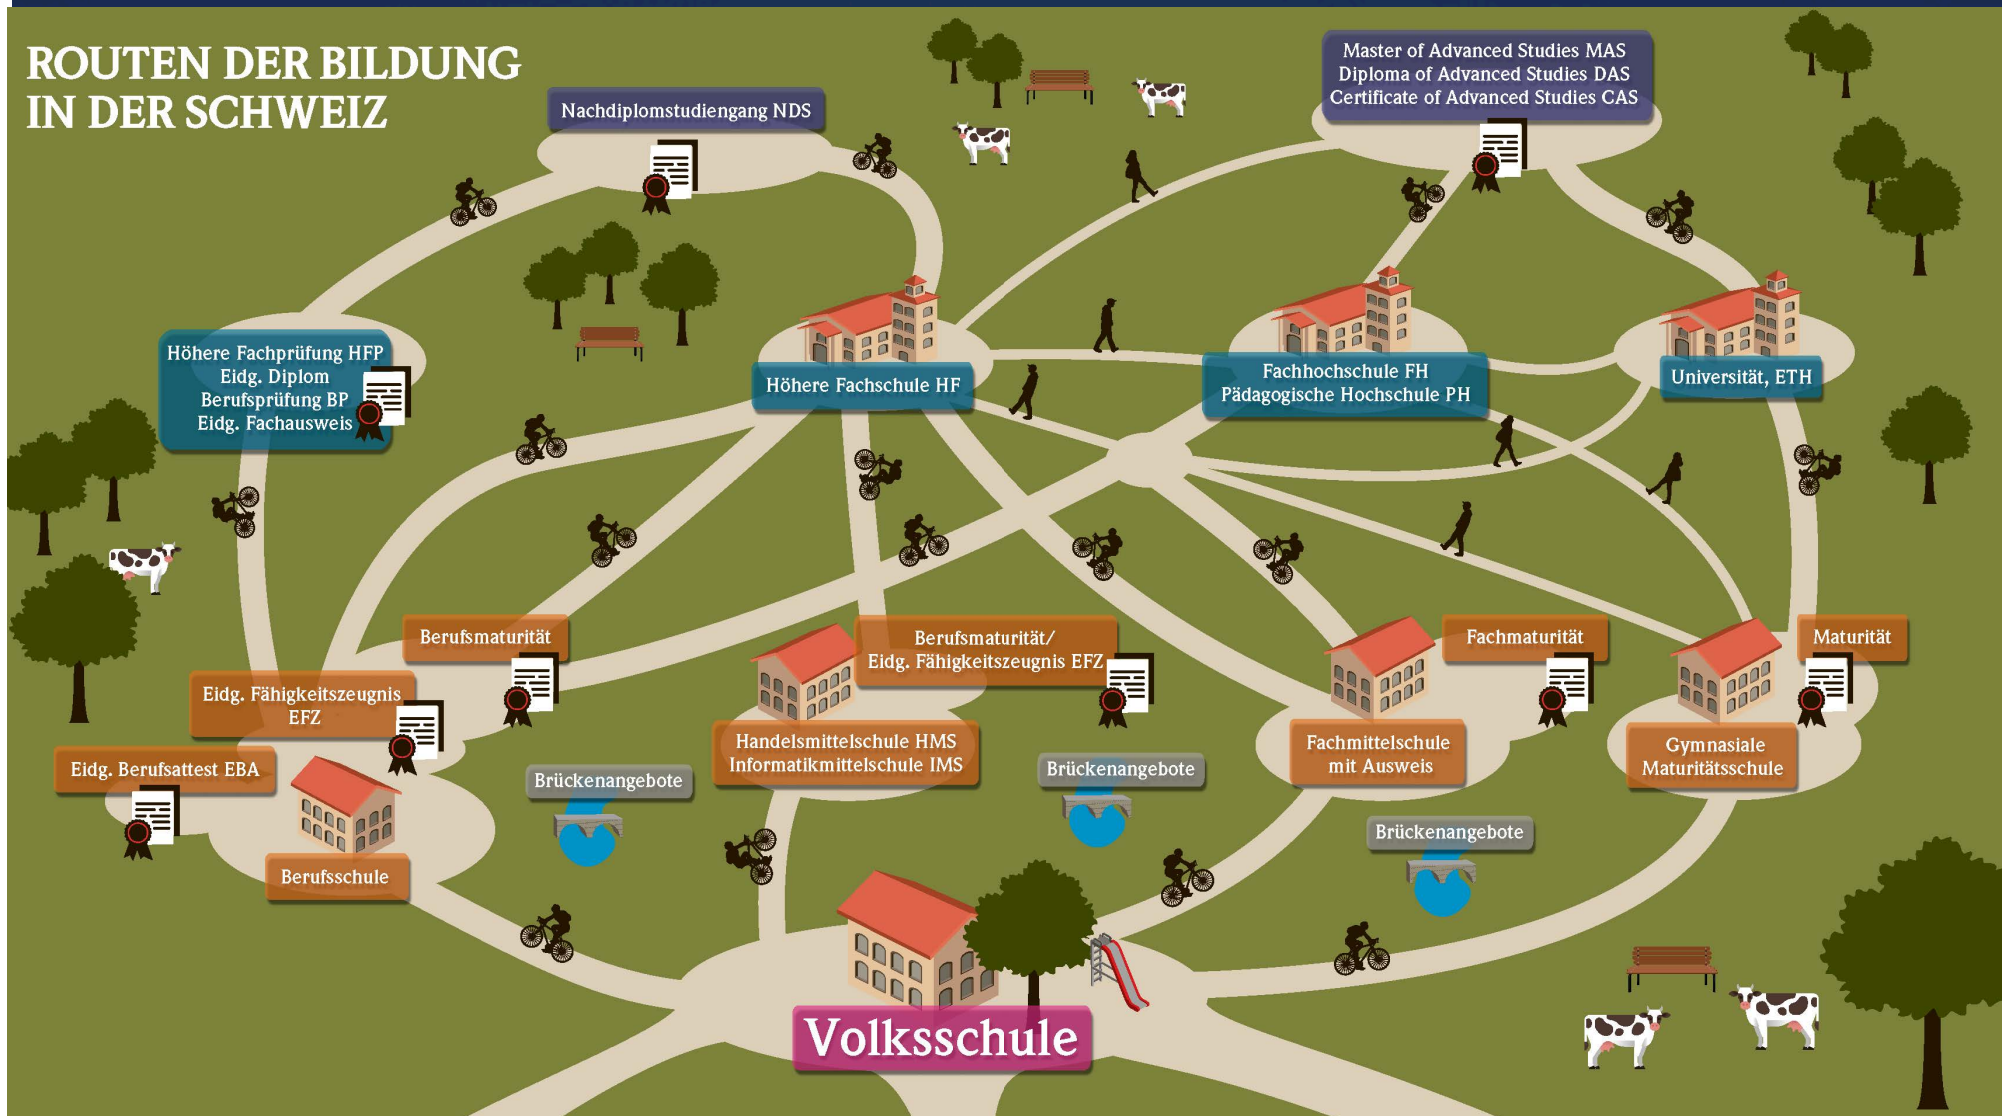 ROUTEN DER BILDUNG
IN DER SCHWEIZ
Nachdiplomstudiengang NDS
Master of Advanced Studies MAS
Diploma of Advanced Studies DAS
Certificate of Advanced Studies CAS
Höhere Fachprüfung HFP
Eidg. Diplom
Berufsprüfung BP
Eidg. Fachausweis
Höhere Fachschule HF
Fachhochschule FH
Pädagogische Hochschule PH
Universität, ETH
Berufsmaturität
Berufsmaturität/
Eidg. Fähigkeitszeugnis EFZ
Fachmaturität
Maturität
Eidg. Fähigkeitszeugnis
EFZ
Eidg. Berufsattest EBA
Handelsmittelschule HMS
Informatikmittelschule IMS
Fachmittelschule
mit Ausweis
Gymnasiale
Maturitätsschule
Brückenangebote
Brückenangebote
Brückenangebote
Berufsschule
Volksschule